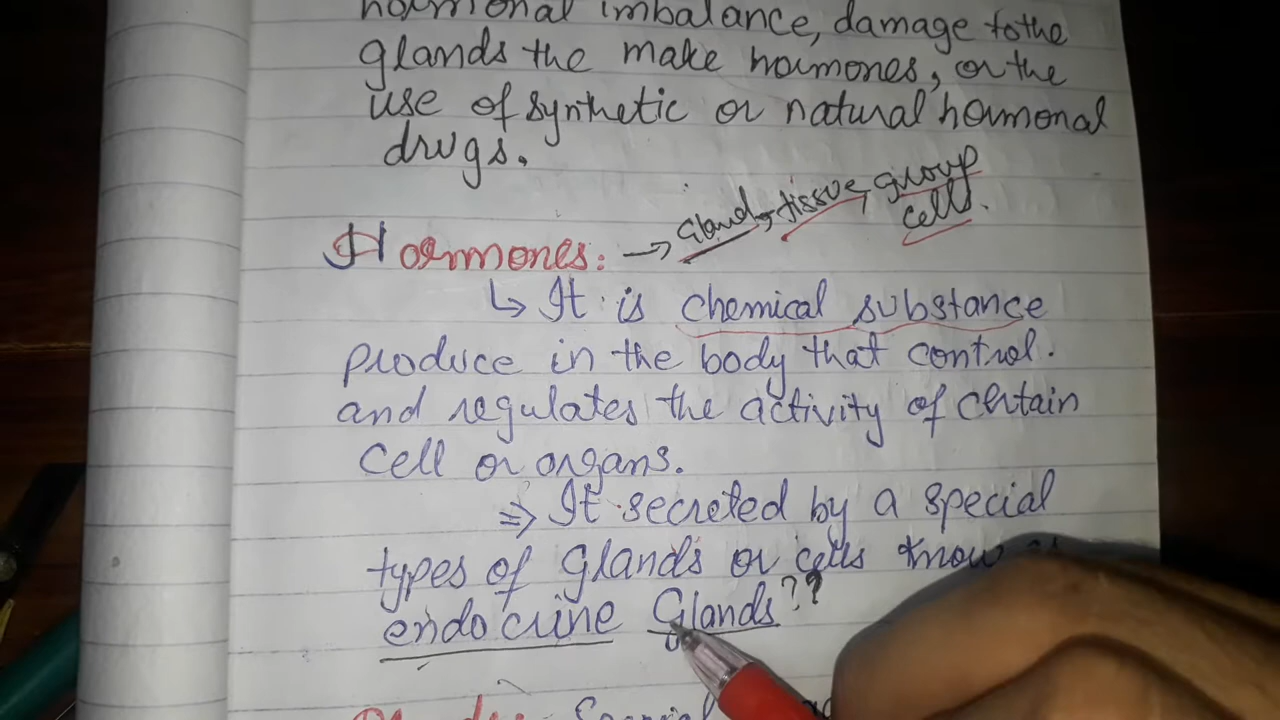 hormonal imbalance, damage to the
glands the make hormones, or the
use of synthetic or natural hormonal
drugs.
Hormones: → Gland, tissue, group
cells.
↳ It is chemical substance
produce in the body that control.
and regulates the activity of certain
cell or organs.
⇒ It secreted by a special
types of Glands or cells know
endocrine Glands??